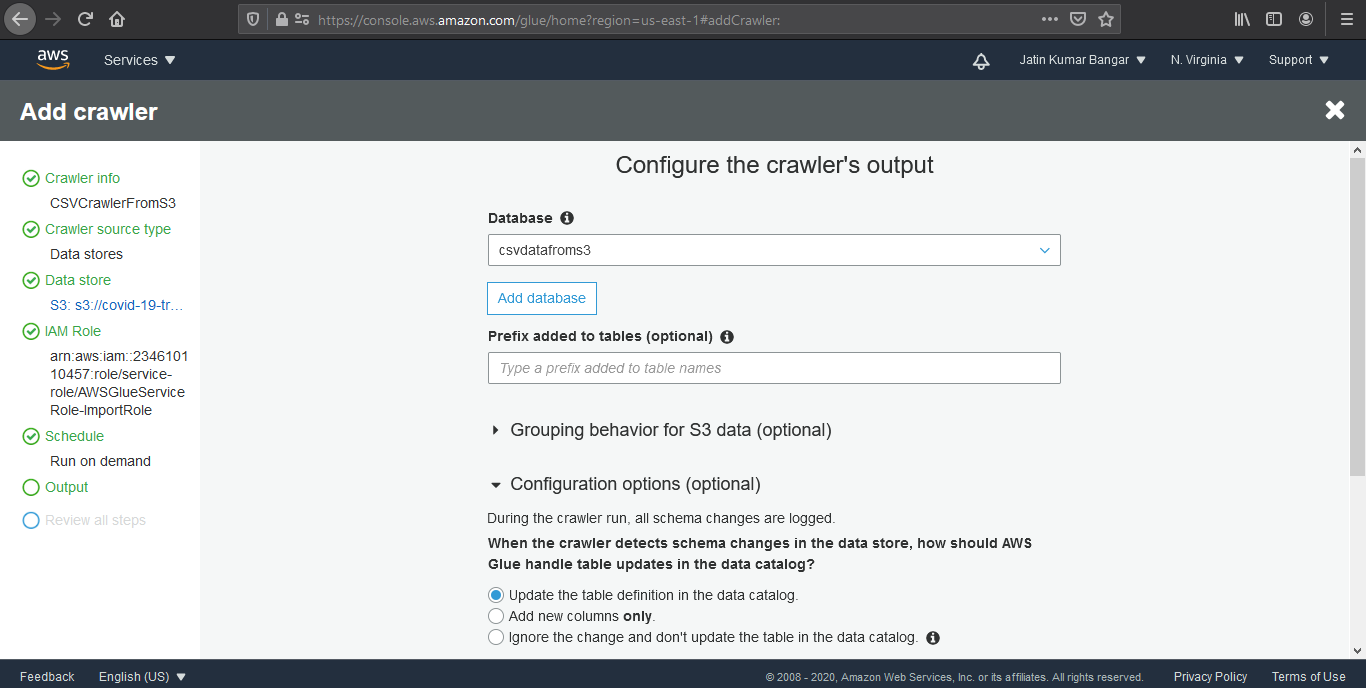 https://console.aws.amazon.com/glue/home?region=us-east-1#addCrawler:
aws
Services
Jatin Kumar Bangar
N. Virginia
Support
Add crawler
Crawler info
CSVCrawlerFromS3
Crawler source type
Data stores
Data store
S3: s3://covid-19-tr…
IAM Role
arn:aws:iam::2346101
10457:role/service-
role/AWSGlueService
Role-ImportRole
Schedule
Run on demand
Output
Review all steps
Configure the crawler's output
Database
csvdatafroms3
Add database
Prefix added to tables (optional)
Type a prefix added to table names
Grouping behavior for S3 data (optional)
Configuration options (optional)
During the crawler run, all schema changes are logged.
When the crawler detects schema changes in the data store, how should AWS
Glue handle table updates in the data catalog?
Update the table definition in the data catalog.
Add new columns only.
Ignore the change and don't update the table in the data catalog.
Feedback
English (US)
© 2008 - 2020, Amazon Web Services, Inc. or its affiliates. All rights reserved.
Privacy Policy
Terms of Use